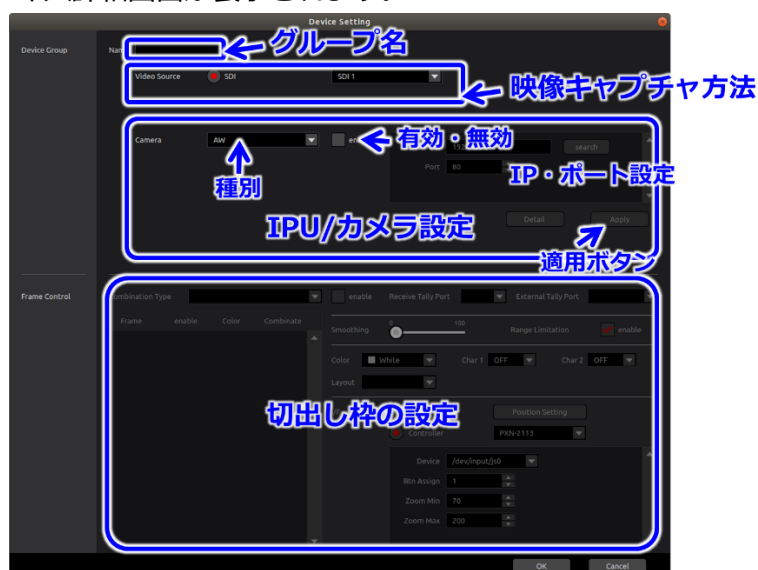 Device Setting
グループ名
Device Group
Video Source
SDI
SDI 1
映像キャプチャ方法
Camera
AW
有効・無効
search
Port
80
種別
IP・ポート設定
IPU/カメラ設定
Detail
Apply
適用ボタン
Frame Control
enable
Receive Tally Port
External Tally Port
Frame
enable
Color
Combinate
Smoothing
0
100
Range Limitation
enable
Color
White
Char 1
OFF
Char 2
OFF
Layout
切出し枠の設定
Position Setting
Controller
PXN-2113
Device
/dev/input/js0
Btn Assign
1
Zoom Min
70
Zoom Max
200
OK
Cancel